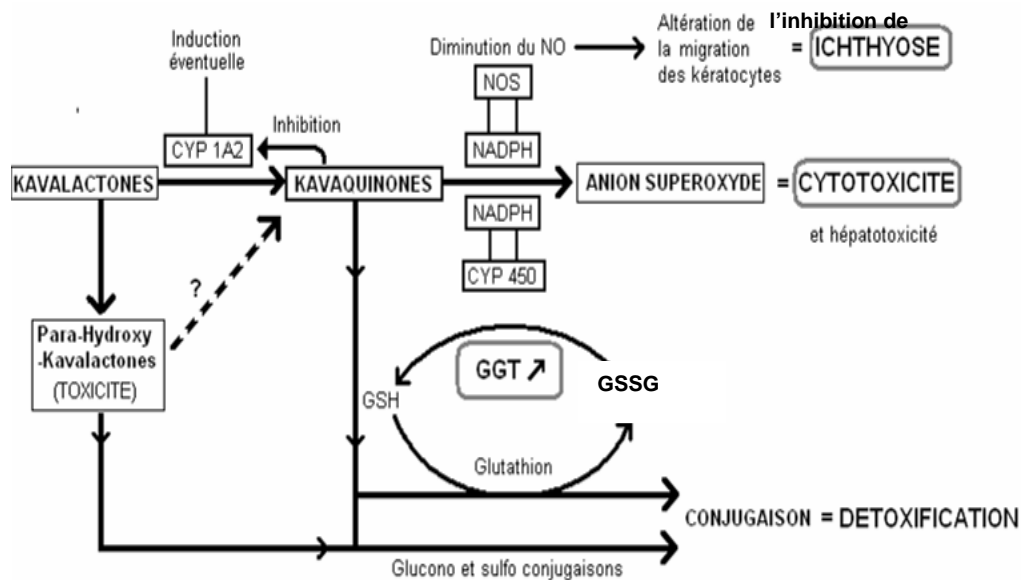 Altération de l'inhibition de
la migration = ICHTHYOSE
des kératocytes
Induction
éventuelle
Diminution du NO
NOS
NADPH
Inhibition
CYP 1A2
KAVALACTONES
KAVAQUINONES
ANION SUPEROXYDE = CYTOTOXICITE
et hépatotoxicité
NADPH
CYP 450
?
Para-Hydroxy
-Kavalactones
(TOXICITE)
GGT ↗
GSSG
GSH
Glutathion
CONJUGAISON = DETOXIFICATION
Glucono et sulfo conjugaisons